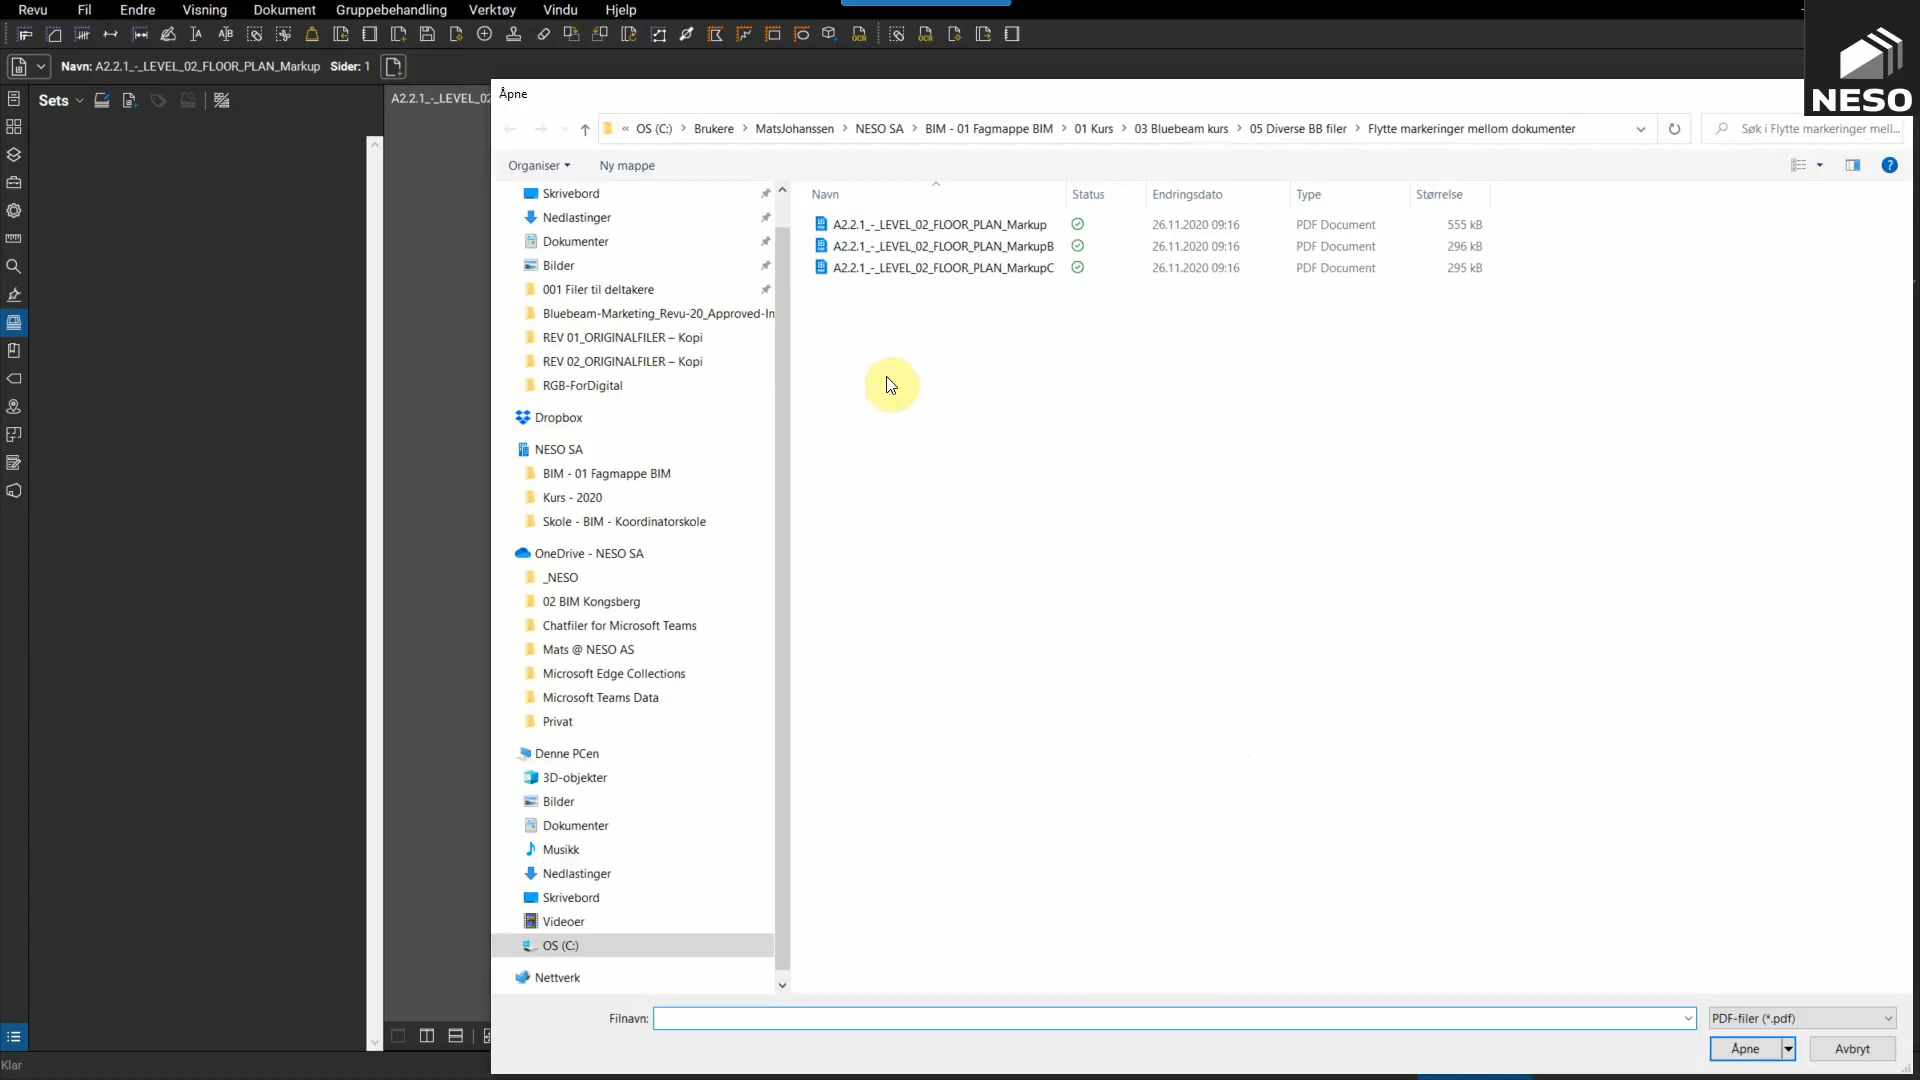 Revu Fil Endre Visning Dokument Gruppebehandling Verktøy Vindu Hjelp
NESO
Navn: A2.2.1_-_LEVEL_02_FLOOR_PLAN_Markup Sider: 1
Sets
A2.2.1_-_LEVEL_02
Åpne
« OS (C:) > Brukere > MatsJohanssen > NESO SA > BIM - 01 Fagmappe BIM > 01 Kurs > 03 Bluebeam kurs > 05 Diverse BB filer > Flytte markeringer mellom dokumenter
Søk i Flytte markeringer mell...
Organiser Ny mappe
Navn Status Endringsdato Type Størrelse
A2.2.1_-_LEVEL_02_FLOOR_PLAN_Markup 26.11.2020 09:16 PDF Document 555 kB
A2.2.1_-_LEVEL_02_FLOOR_PLAN_MarkupB 26.11.2020 09:16 PDF Document 296 kB
A2.2.1_-_LEVEL_02_FLOOR_PLAN_MarkupC 26.11.2020 09:16 PDF Document 295 kB
Skrivebord
Nedlastinger
Dokumenter
Bilder
001 Filer til deltakere
Bluebeam-Marketing_Revu-20_Approved-In
REV 01_ORIGINALFILER – Kopi
REV 02_ORIGINALFILER – Kopi
RGB-ForDigital
Dropbox
NESO SA
BIM - 01 Fagmappe BIM
Kurs - 2020
Skole - BIM - Koordinatorskole
OneDrive - NESO SA
_NESO
02 BIM Kongsberg
Chatfiler for Microsoft Teams
Mats @ NESO AS
Microsoft Edge Collections
Microsoft Teams Data
Privat
Denne PCen
3D-objekter
Bilder
Dokumenter
Musikk
Nedlastinger
Skrivebord
Videoer
OS (C:)
Nettverk
Filnavn:
PDF-filer (*.pdf)
Åpne
Avbryt
Klar